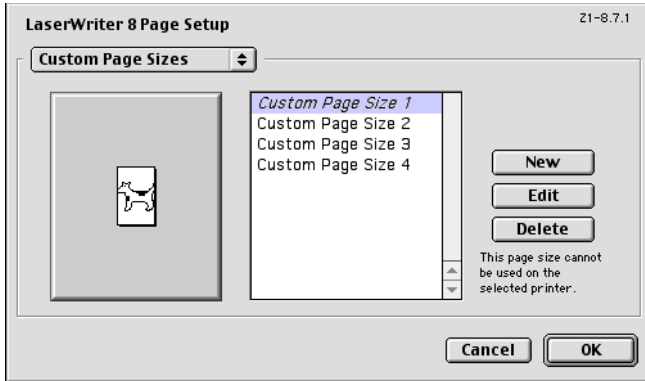 LaserWriter 8 Page Setup
Z1-8.7.1
Custom Page Sizes
Custom Page Size 1
Custom Page Size 2
Custom Page Size 3
Custom Page Size 4
New
Edit
Delete
This page size cannot
be used on the
selected printer.
Cancel
OK